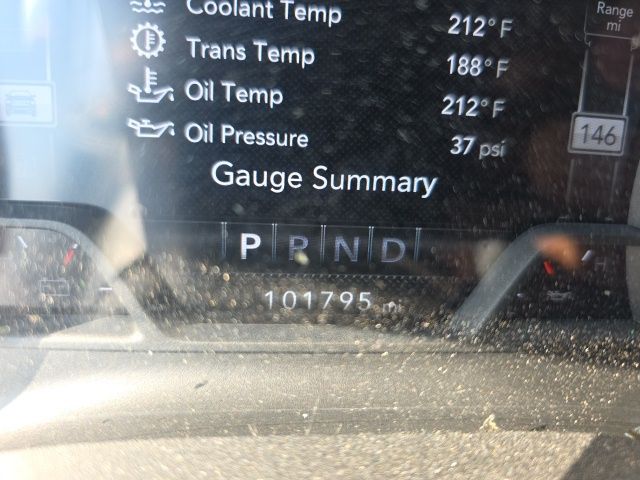 Coolant Temp 212°F
Range
mi
Trans Temp 188°F
Oil Temp 212°F
Oil Pressure 37 psi
146
Gauge Summary
P R N D
101795 mi